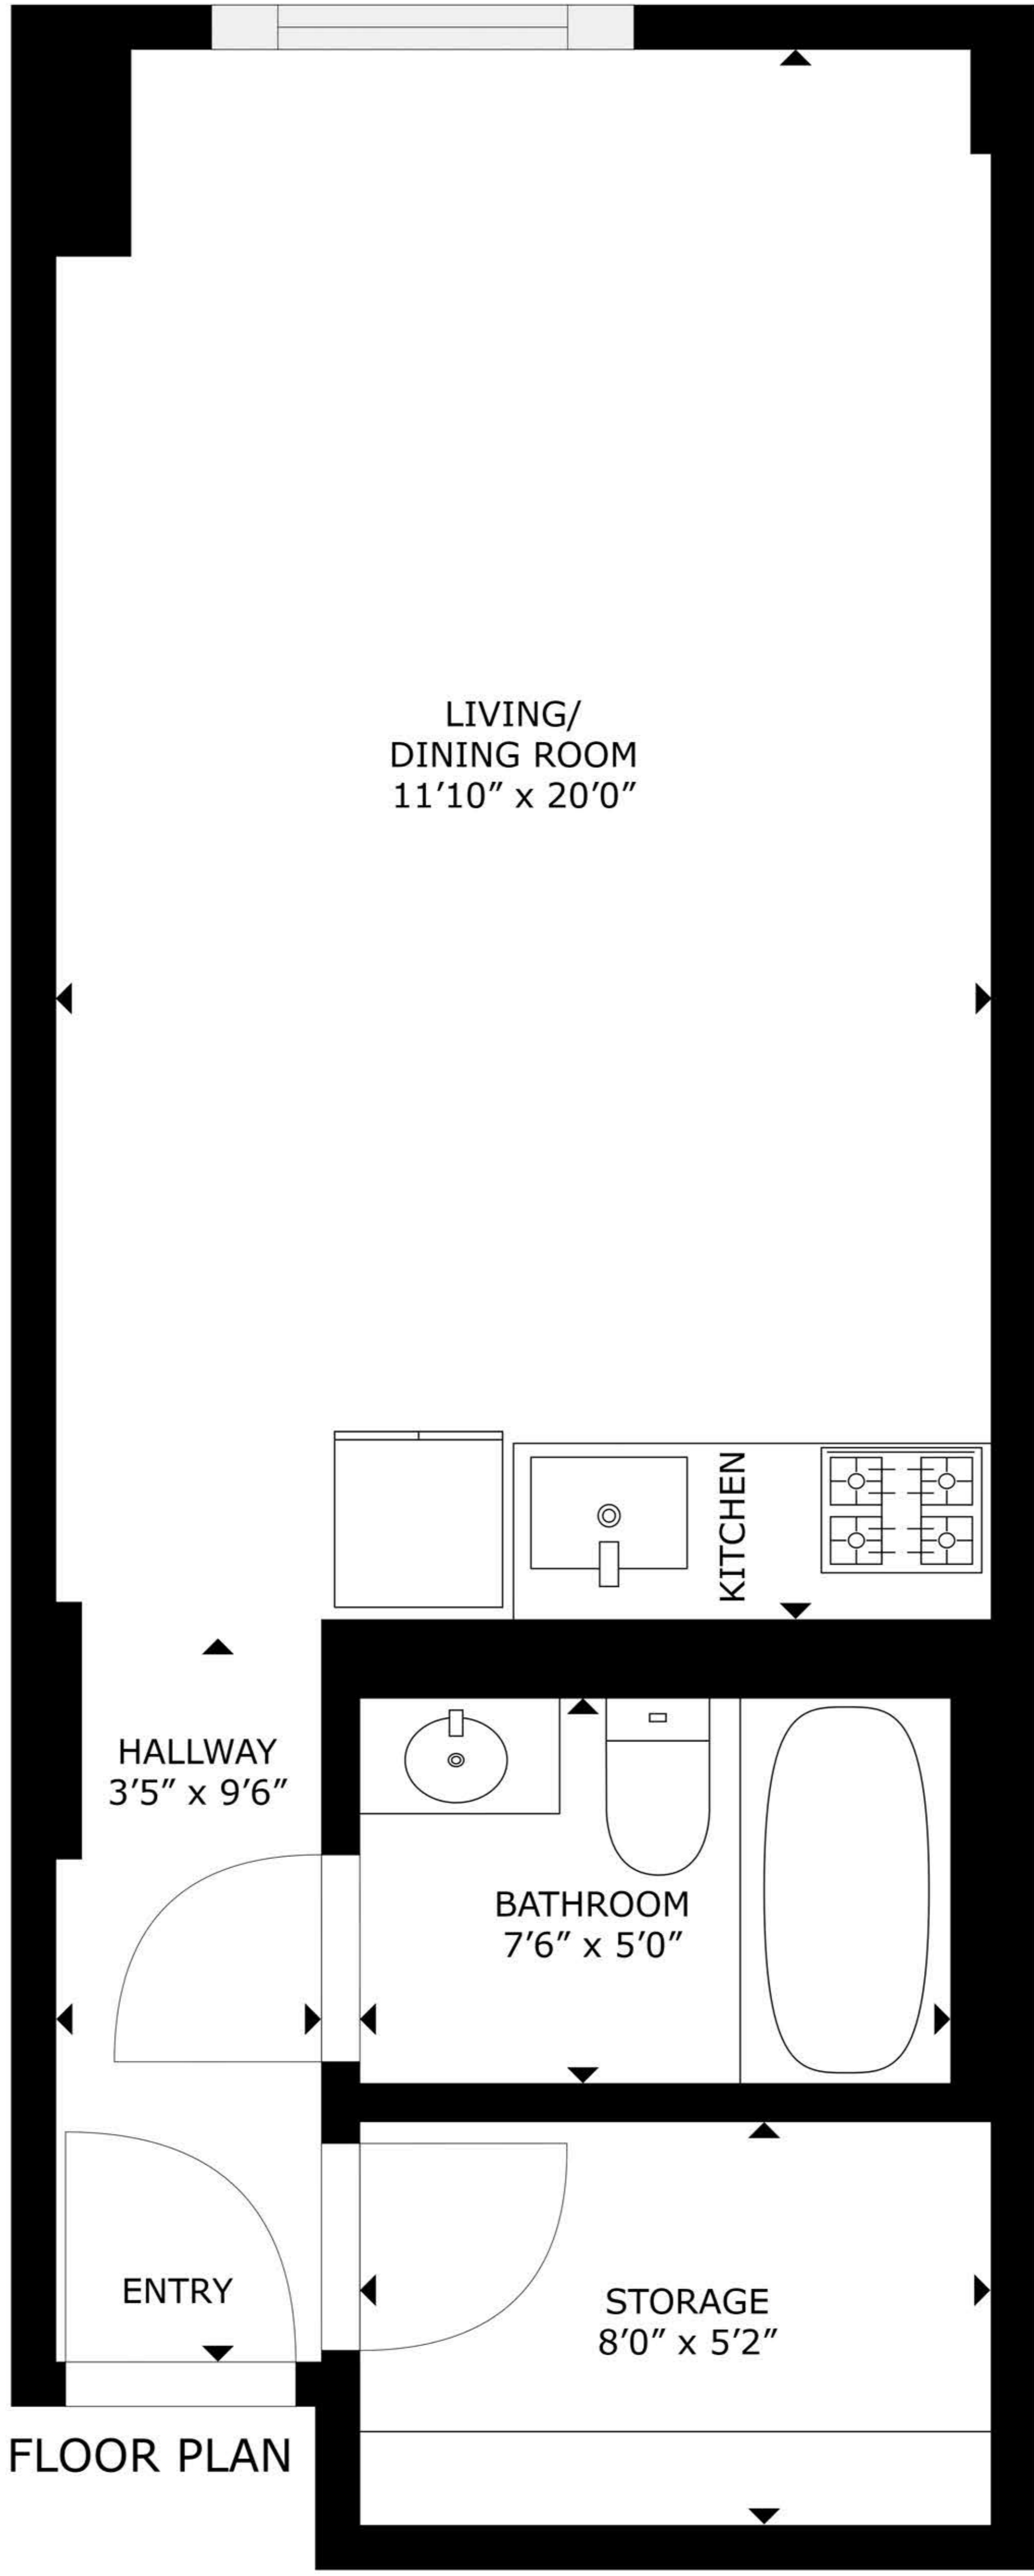 LIVING/
DINING ROOM
11’10” x 20’0”
KITCHEN
HALLWAY
3’5” x 9’6”
BATHROOM
7’6” x 5’0”
ENTRY
STORAGE
8’0” x 5’2”
FLOOR PLAN